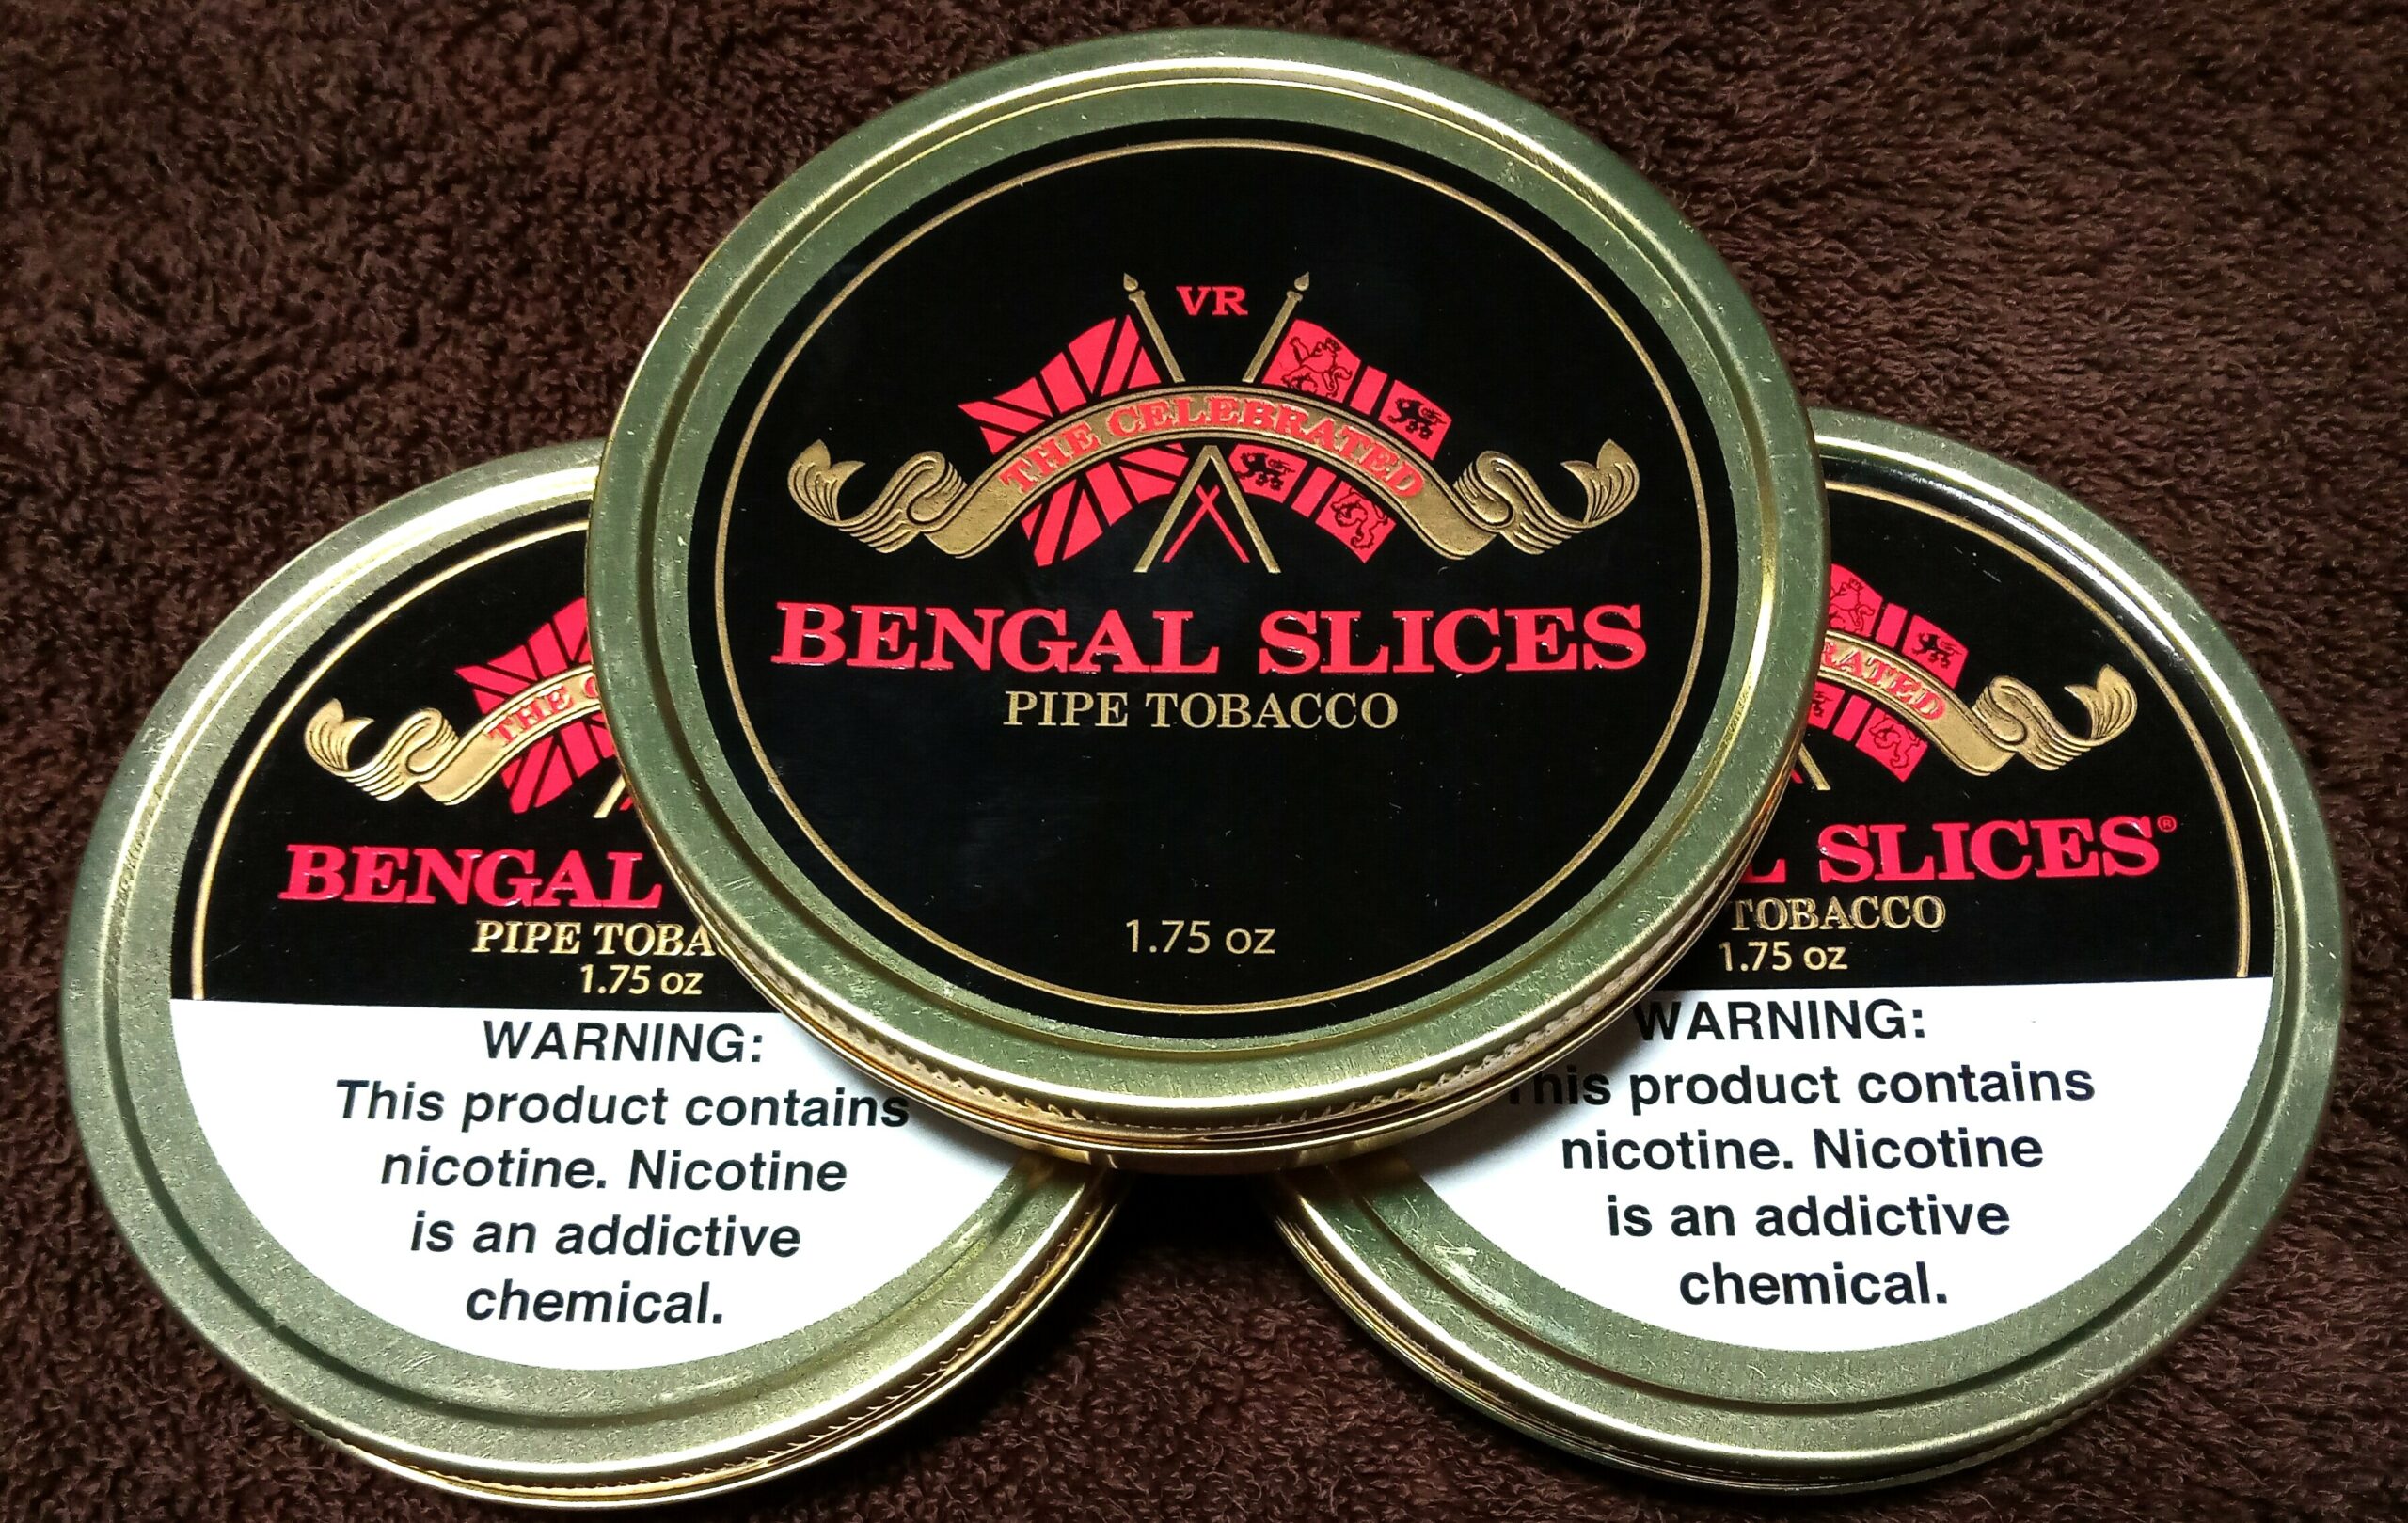 VR
THE CELEBRATED
BENGAL SLICES
PIPE TOBACCO
1.75 oz
THE
BENGAL
PIPE
1.75 oz
WARNING:
This product contains
nicotine. Nicotine
is an addictive
chemical.
SLICES®
TOBACCO
1.75 oz
WARNING:
This product contains
nicotine. Nicotine
is an addictive
chemical.